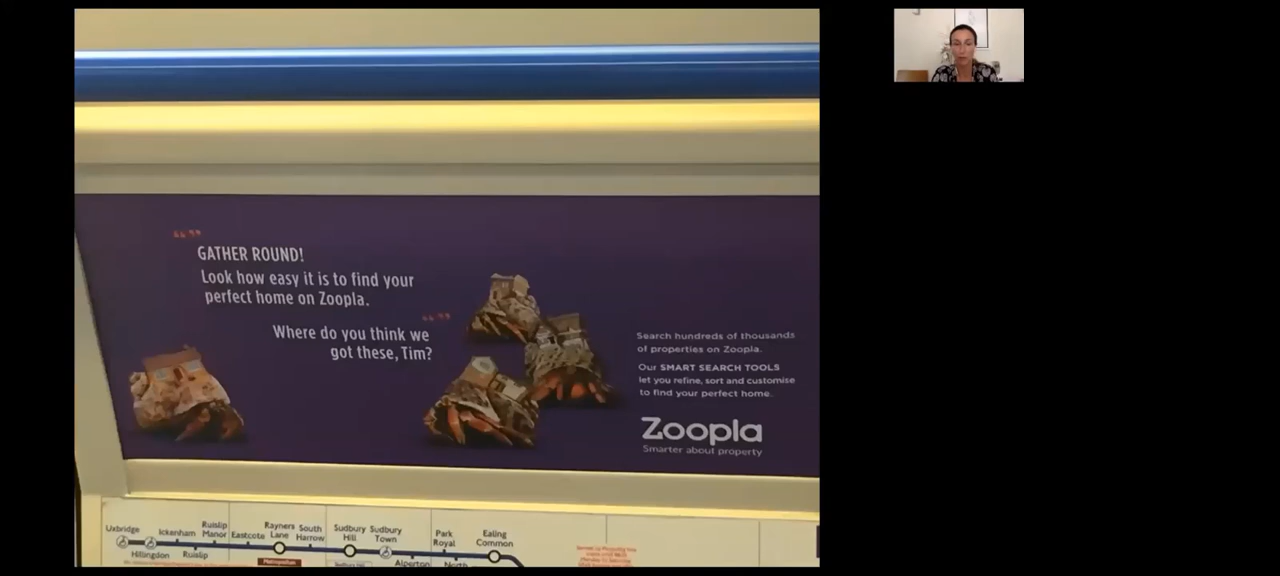 GATHER ROUND!
Look how easy it is to find your
perfect home on Zoopla.
Where do you think we
got these, Tim?
Search hundreds of thousands
of properties on Zoopla.
Our SMART SEARCH TOOLS
let you refine, sort and customise
to find your perfect home.
Zoopla
Smarter about property
Uxbridge
Hillingdon
Ickenham
Ruislip
Ruislip
Manor
Eastcote
Rayners
Lane
South
Harrow
Sudbury
Hill
Sudbury
Town
Alperton
Park
Royal
North
Ealing
Common
Metropolitan